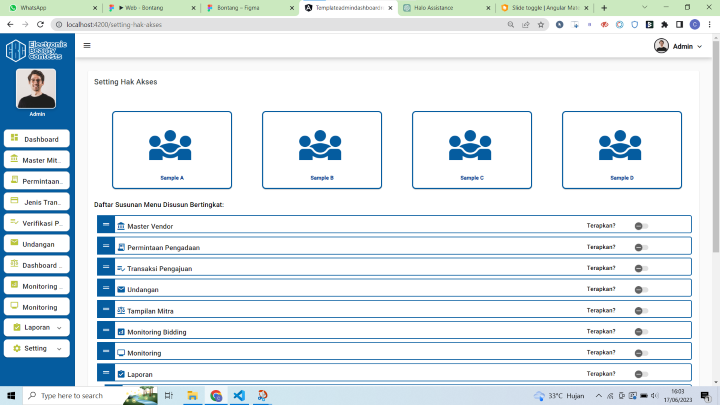 WhatsApp
Web - Bontang
Bontang – Figma
Templateadmindashboard
Halo Assistance
Slide toggle | Angular Mate
localhost:4200/setting-hak-akses
Electronic
Beauty
Contests
Admin
Admin
Dashboard
Master Mit..
Permintaan..
Jenis Tran..
Verifikasi P..
Undangan
Dashboard ..
Monitoring ..
Monitoring
Laporan
Setting
Setting Hak Akses
Sample A
Sample B
Sample C
Sample D
Daftar Susunan Menu Disusun Bertingkat:
Master Vendor Terapkan?
Permintaan Pengadaan Terapkan?
Transaksi Pengajuan Terapkan?
Undangan Terapkan?
Tampilan Mitra Terapkan?
Monitoring Bidding Terapkan?
Monitoring Terapkan?
Laporan Terapkan?
Type here to search
33°C Hujan
16:03
17/06/2023